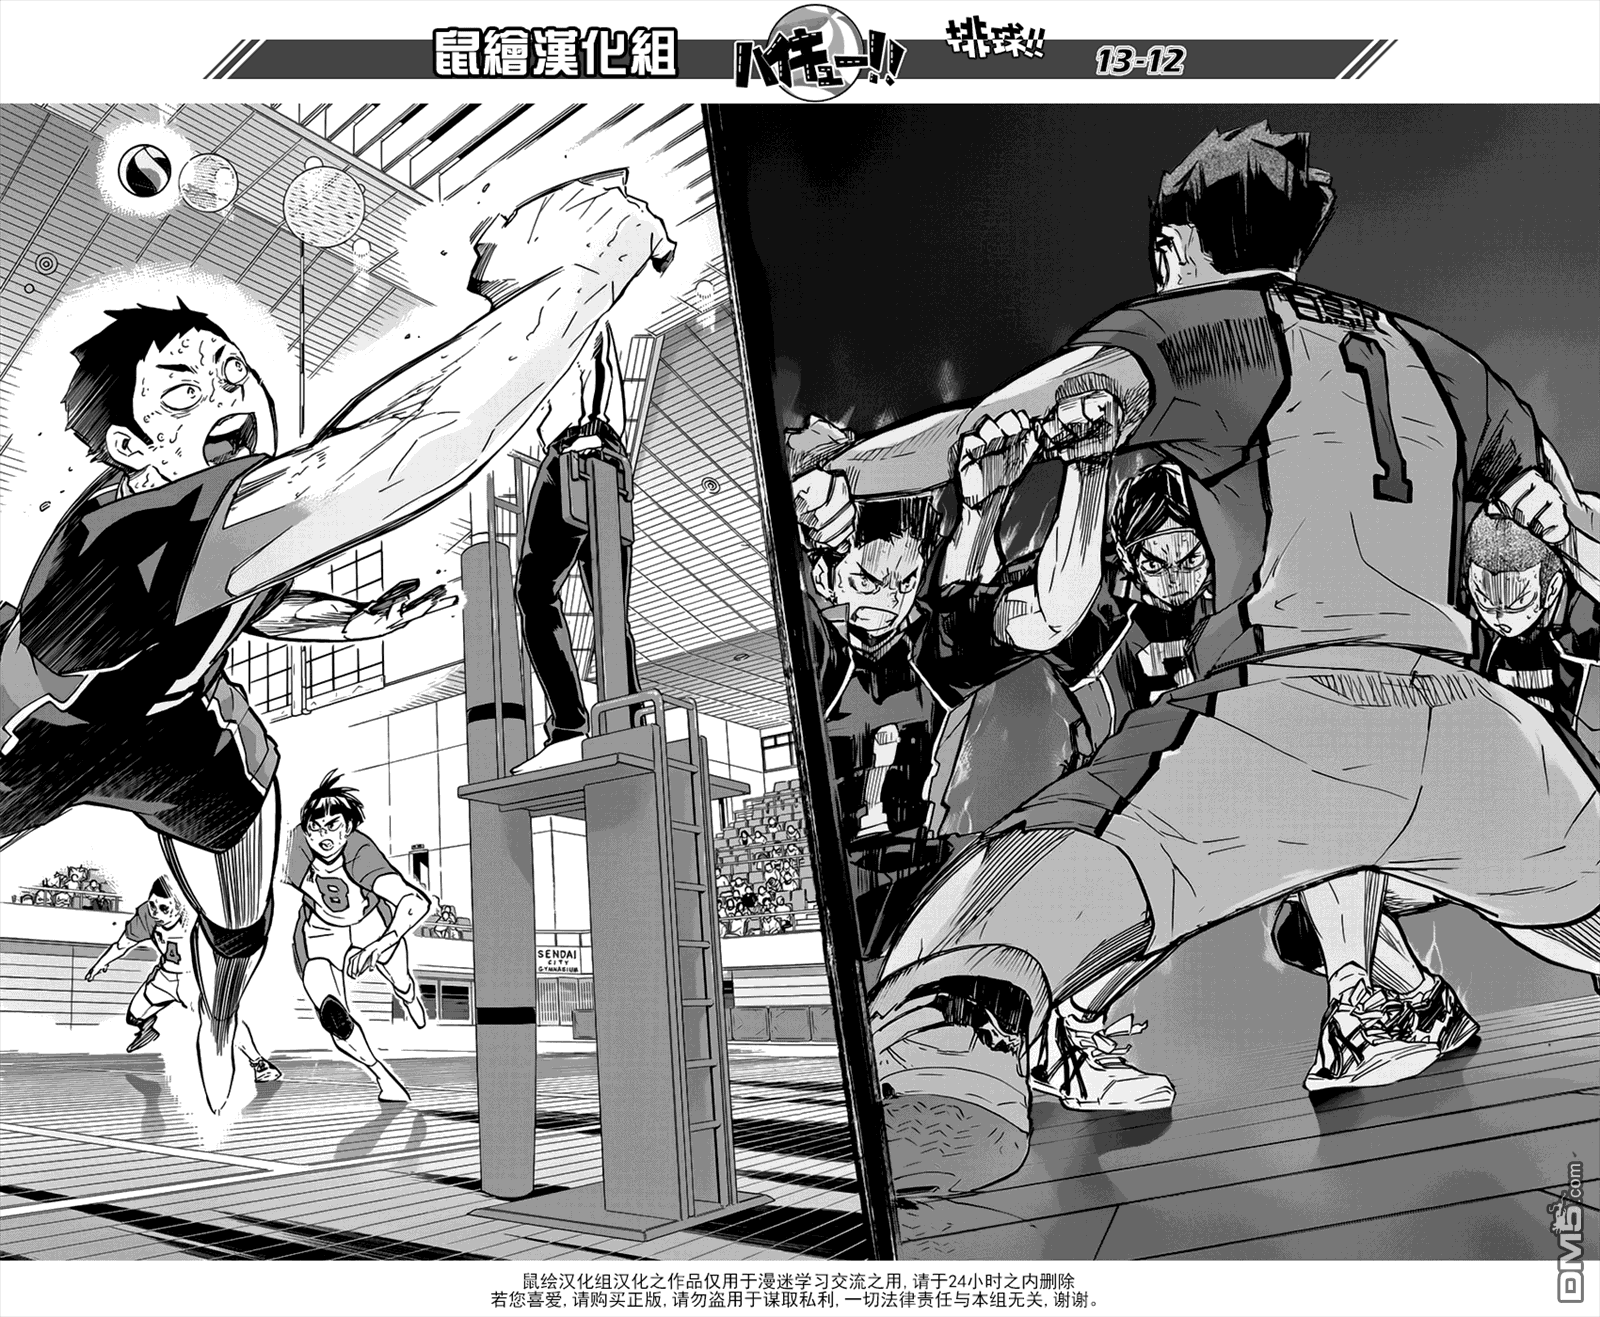 鼠繪漢化組
ハイキュー!!
排球!!
13-12
白鳥沢
1
8
4
SENDAI
CITY
GYMNASIUM
鼠绘汉化组汉化之作品仅用于漫迷学习交流之用,请于24小时之内删除
若您喜爱,请购买正版,请勿盗用于谋取私利,一切法律责任与本组无关,谢谢。
DM5.com